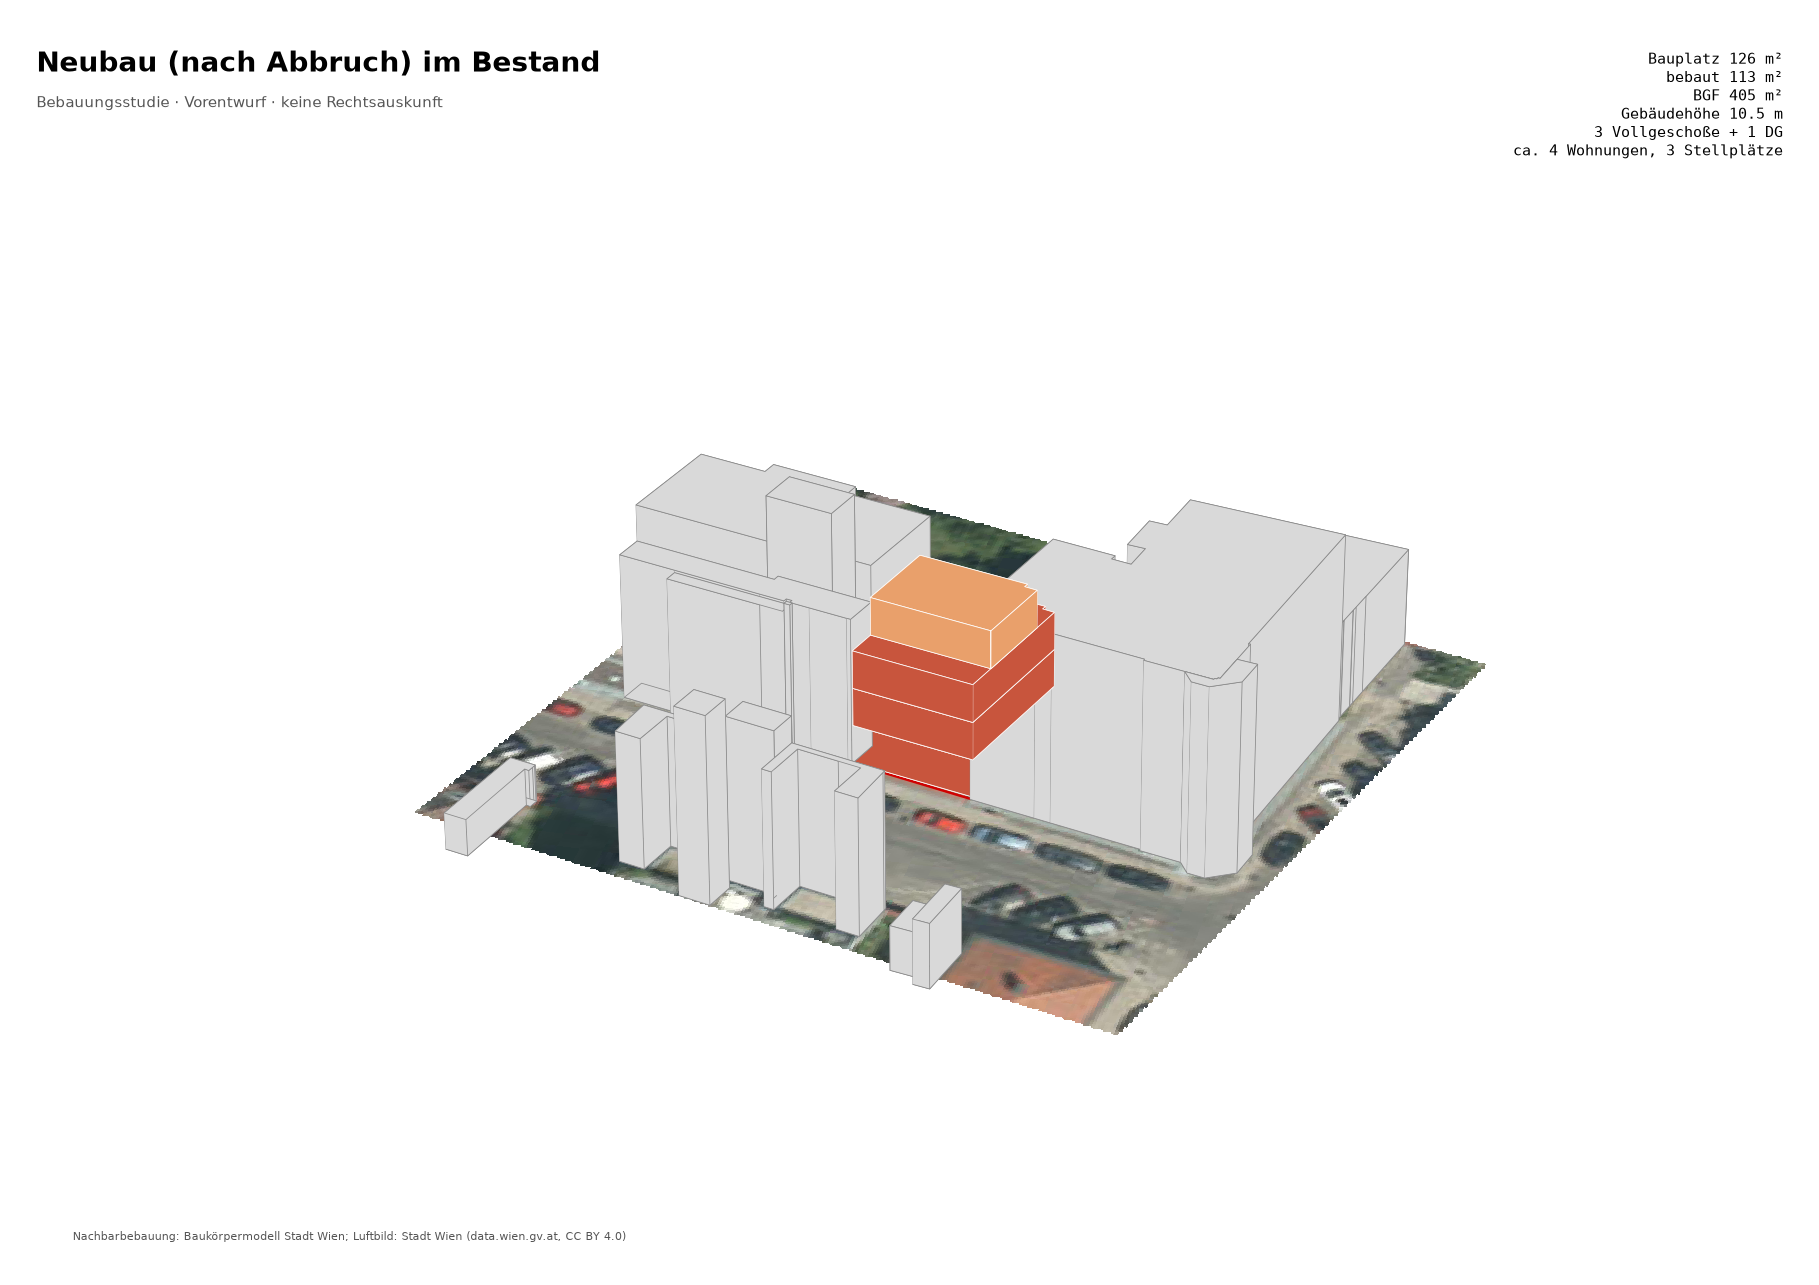 Neubau (nach Abbruch) im Bestand
Bebauungsstudie · Vorentwurf · keine Rechtsauskunft
Bauplatz 126 m²
bebaut 113 m²
BGF 405 m²
Gebäudehöhe 10.5 m
3 Vollgeschoße + 1 DG
ca. 4 Wohnungen, 3 Stellplätze
Nachbarbebauung: Baukörpermodell Stadt Wien; Luftbild: Stadt Wien (data.wien.gv.at, CC BY 4.0)